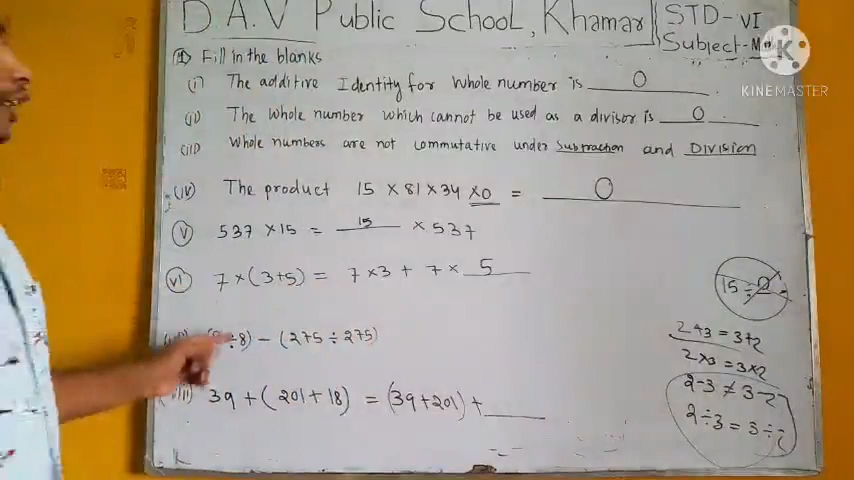 D.A.V Public School, Khamar
STD-VI
Subject-M
① Fill in the blanks
(i) The additive Identity for whole number is 0
(ii) The whole number which cannot be used as a divisor is 0
(iii) Whole numbers are not commutative under Subtraction and Division
(iv) The product 15 × 81 × 34 × 0 = 0
(v) 537 × 15 = 15 × 537
(vi) 7 × (3+5) = 7 × 3 + 7 × 5
÷ 8) – (275 ÷ 275)
39 + (201 + 18) = (39 + 201) + ____
15 ÷ 0
2+3 = 3+2
2×3 = 3×2
2-3 ≠ 3-2
2÷3 = 3÷2
KINEMASTER